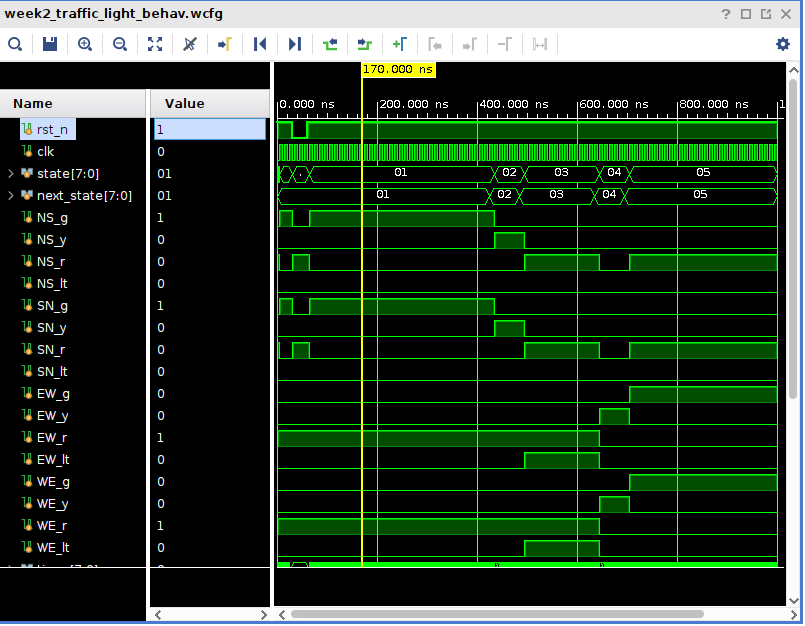 week2_traffic_light_behav.wcfg
170.000 ns
Name Value
0.000 ns 200.000 ns 400.000 ns 600.000 ns 800.000 ns 1
rst_n 1
clk 0
state[7:0] 01 . 01 02 03 04 05
next_state[7:0] 01 01 02 03 04 05
NS_g 1
NS_y 0
NS_r 0
NS_lt 0
SN_g 1
SN_y 0
SN_r 0
SN_lt 0
EW_g 0
EW_y 0
EW_r 1
EW_lt 0
WE_g 0
WE_y 0
WE_r 1
WE_lt 0